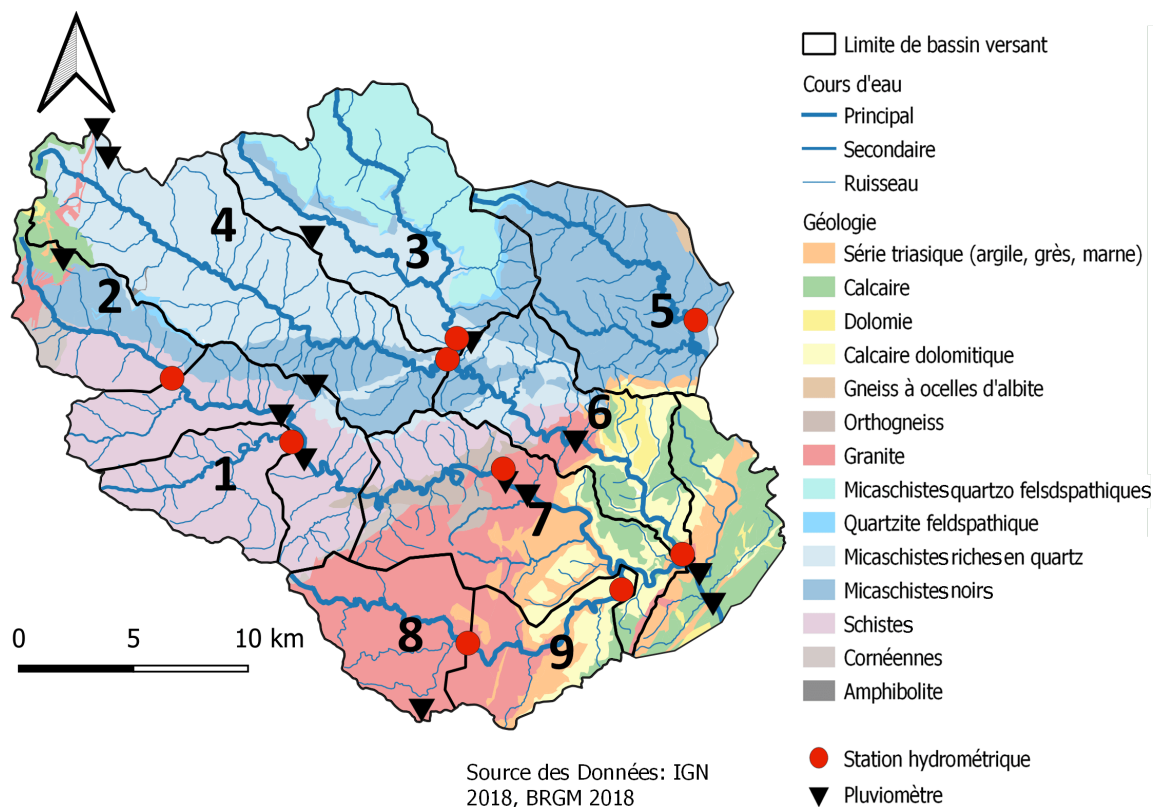 Limite de bassin versant
Cours d'eau
Principal
Secondaire
Ruisseau
Géologie
Série triasique (argile, grès, marne)
Calcaire
Dolomie
Calcaire dolomitique
Gneiss à ocelles d'albite
Orthogneiss
Granite
Micaschistes quartzo felsdspathiques
Quartzite feldspathique
Micaschistes riches en quartz
Micaschistes noirs
Schistes
Cornéennes
Amphibolite
Station hydrométrique
Pluviomètre
4
3
2
5
6
1
7
8
9
0 5 10 km
Source des Données: IGN
2018, BRGM 2018